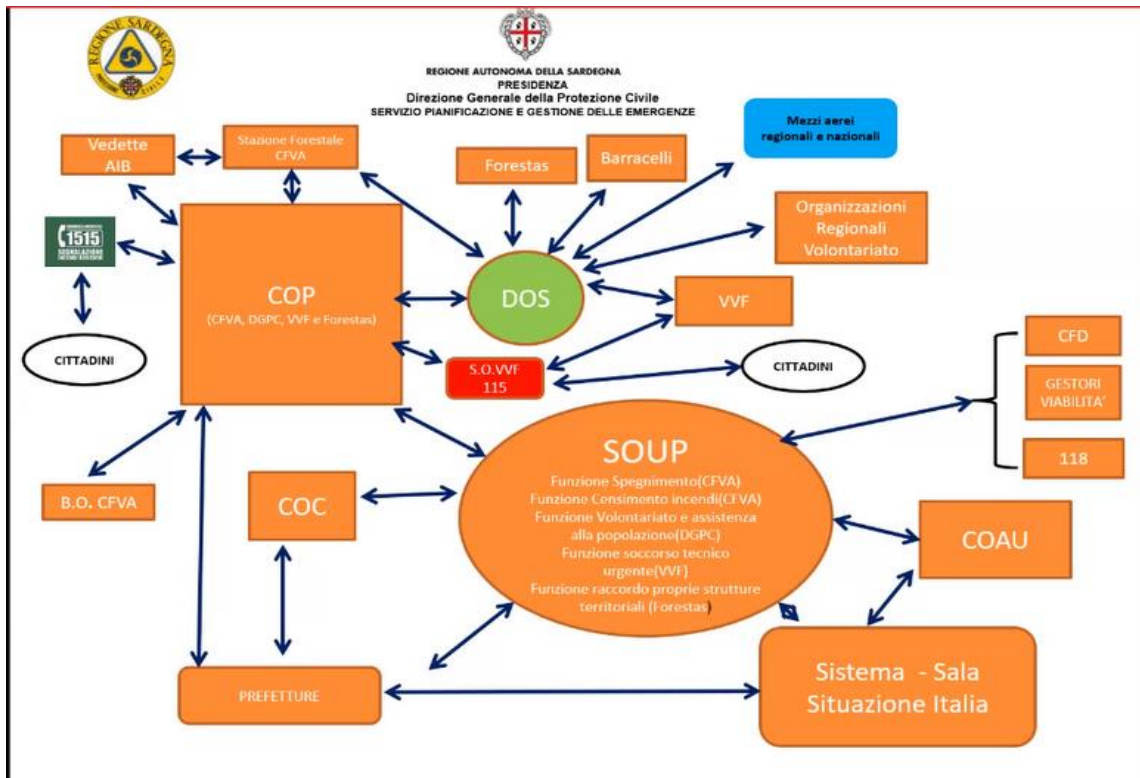 REGIONE SARDEGNA
REGIONE AUTONOMA DELLA SARDEGNA
PRESIDENZA
Direzione Generale della Protezione Civile
SERVIZIO PIANIFICAZIONE E GESTIONE DELLE EMERGENZE
Mezzi aerei
regionali e nazionali
Vedette
AIB
Stazione Forestale
CFVA
Forestas
Barracelli
Organizzazioni
Regionali
Volontariato
1515
COP
(CFVA, DGPC, VVF e Forestas)
DOS
VVF
CITTADINI
S.O.VVF
115
CITTADINI
CFD
GESTORI
VIABILITA'
118
SOUP
Funzione Spegnimento(CFVA)
Funzione Censimento incendi(CFVA)
Funzione Volontariato e assistenza
alla popolazione(DGPC)
Funzione soccorso tecnico
urgente(VVF)
Funzione raccordo proprie strutture
territoriali (Forestas)
B.O. CFVA
COC
COAU
PREFETTURE
Sistema - Sala
Situazione Italia